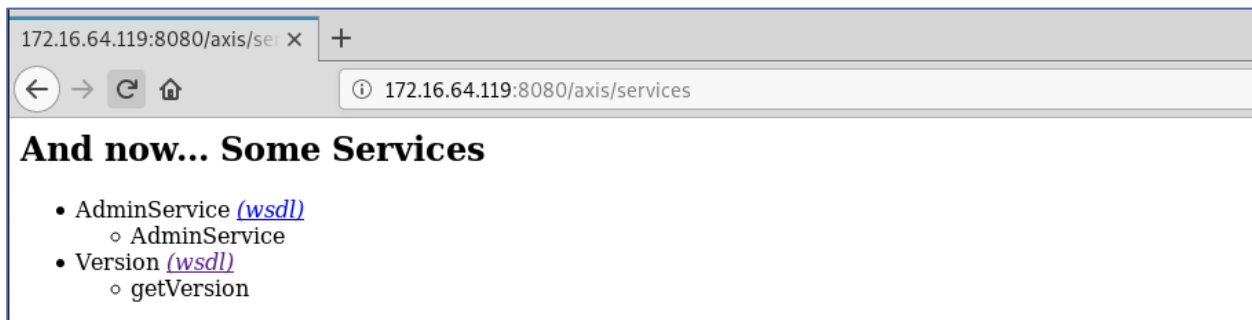 172.16.64.119:8080/axis/se
172.16.64.119:8080/axis/services
And now... Some Services
AdminService (wsdl)
AdminService
Version (wsdl)
getVersion